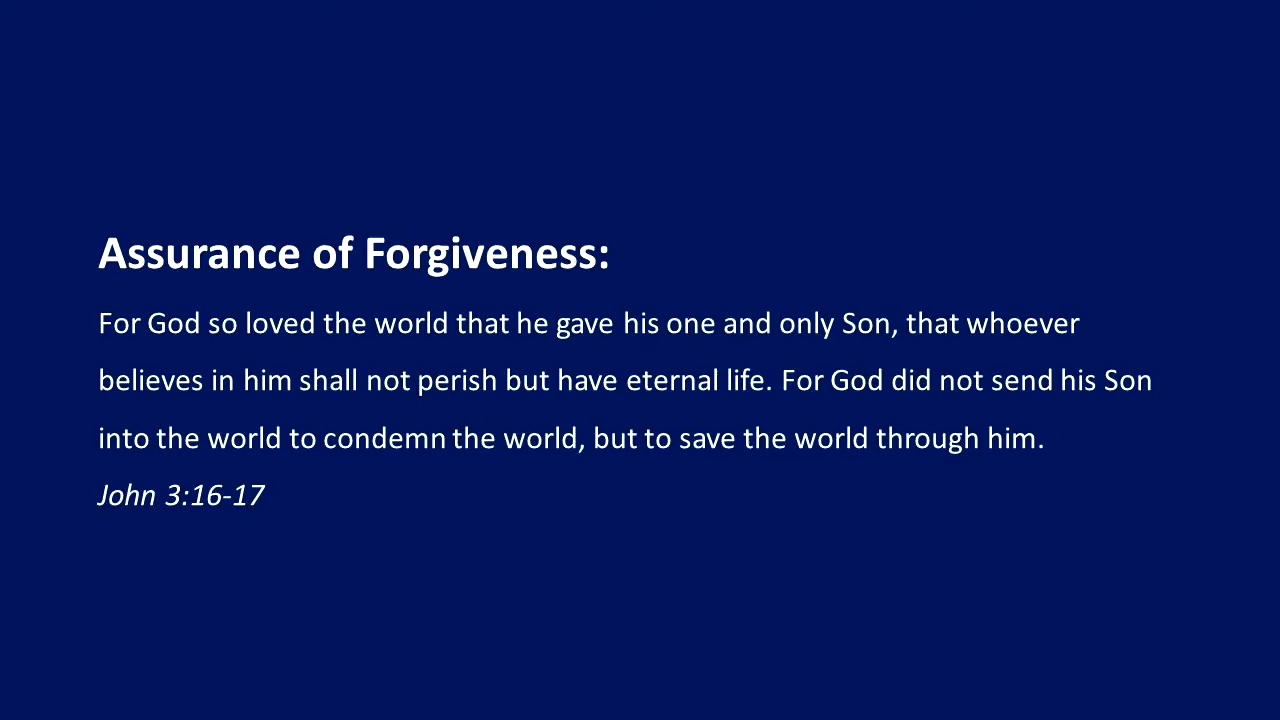 Assurance of Forgiveness:
For God so loved the world that he gave his one and only Son, that whoever
believes in him shall not perish but have eternal life. For God did not send his Son
into the world to condemn the world, but to save the world through him.
John 3:16-17